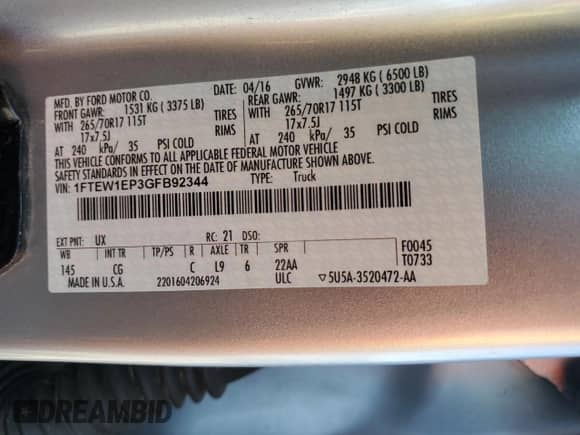 MFD. BY FORD MOTOR CO. DATE: 04/16 GVWR: 2948 KG ( 6500 LB)
FRONT GAWR: 1531 KG ( 3375 LB) REAR GAWR: 1497 KG ( 3300 LB)
WITH 265/70R17 115T TIRES WITH 265/70R17 115T TIRES
17x7.5J RIMS 17x7.5J RIMS
AT 240 kPa/ 35 PSI COLD AT 240 kPa/ 35 PSI COLD
THIS VEHICLE CONFORMS TO ALL APPLICABLE FEDERAL MOTOR VEHICLE
SAFETY STANDARDS IN EFFECT ON THE DATE OF MANUFACTURE SHOWN ABOVE.
VIN: 1FTEW1EP3GFB92344 TYPE: Truck
EXT PNT: UX RC: 21 DSO: F0045
WB INT TR TP/PS R AXLE TR SPR T0733
145 CG C L9 6 22AA
MADE IN U.S.A. 2201604206924 ULC ▽5U5A-3520472-AA
DREAMBID